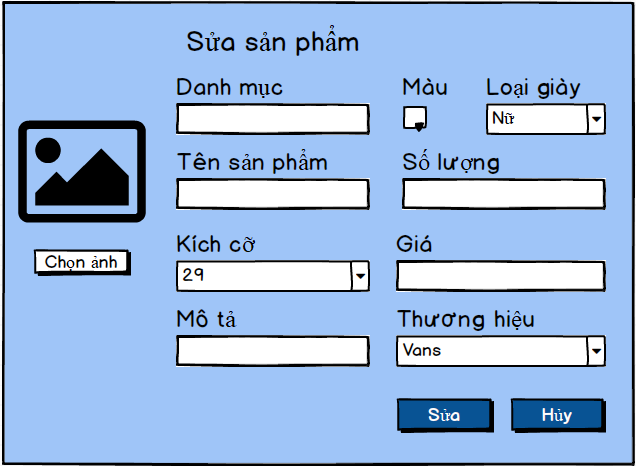 Sửa sản phẩm
Danh mục
Màu
Loại giày
Nữ
Tên sản phẩm
Số lượng
Kích cỡ
Giá
29
Chọn ảnh
Mô tả
Thương hiệu
Vans
Sửa
Hủy